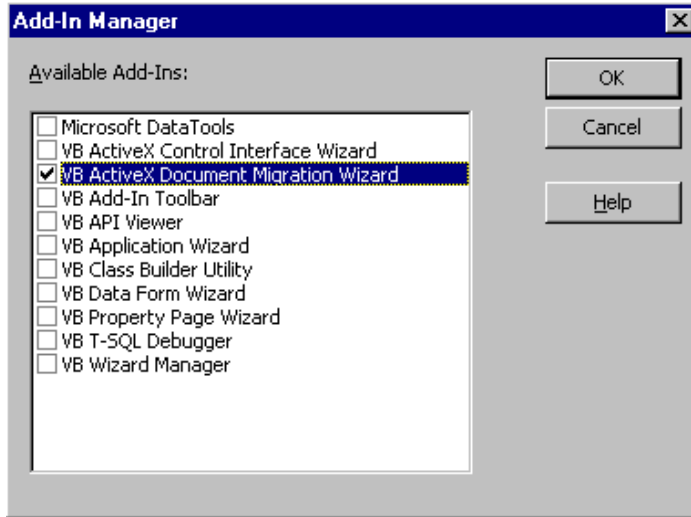 Add-In Manager
Available Add-Ins:
Microsoft DataTools
VB ActiveX Control Interface Wizard
VB ActiveX Document Migration Wizard
VB Add-In Toolbar
VB API Viewer
VB Application Wizard
VB Class Builder Utility
VB Data Form Wizard
VB Property Page Wizard
VB T-SQL Debugger
VB Wizard Manager
OK
Cancel
Help